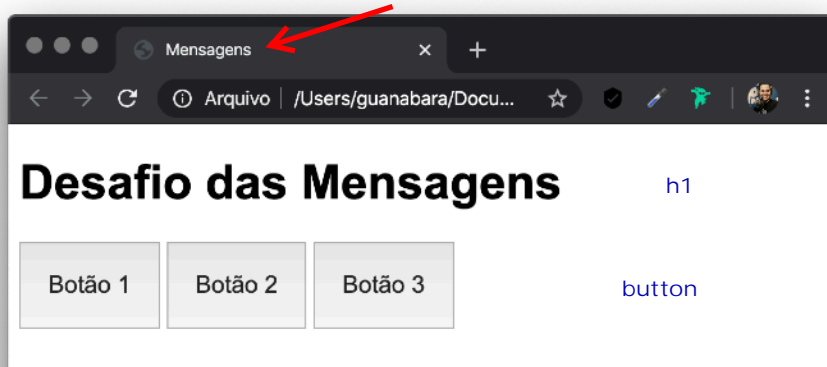 Mensagens
Arquivo /Users/guanabara/Docu...
Desafio das Mensagens h1
Botão 1 Botão 2 Botão 3 button